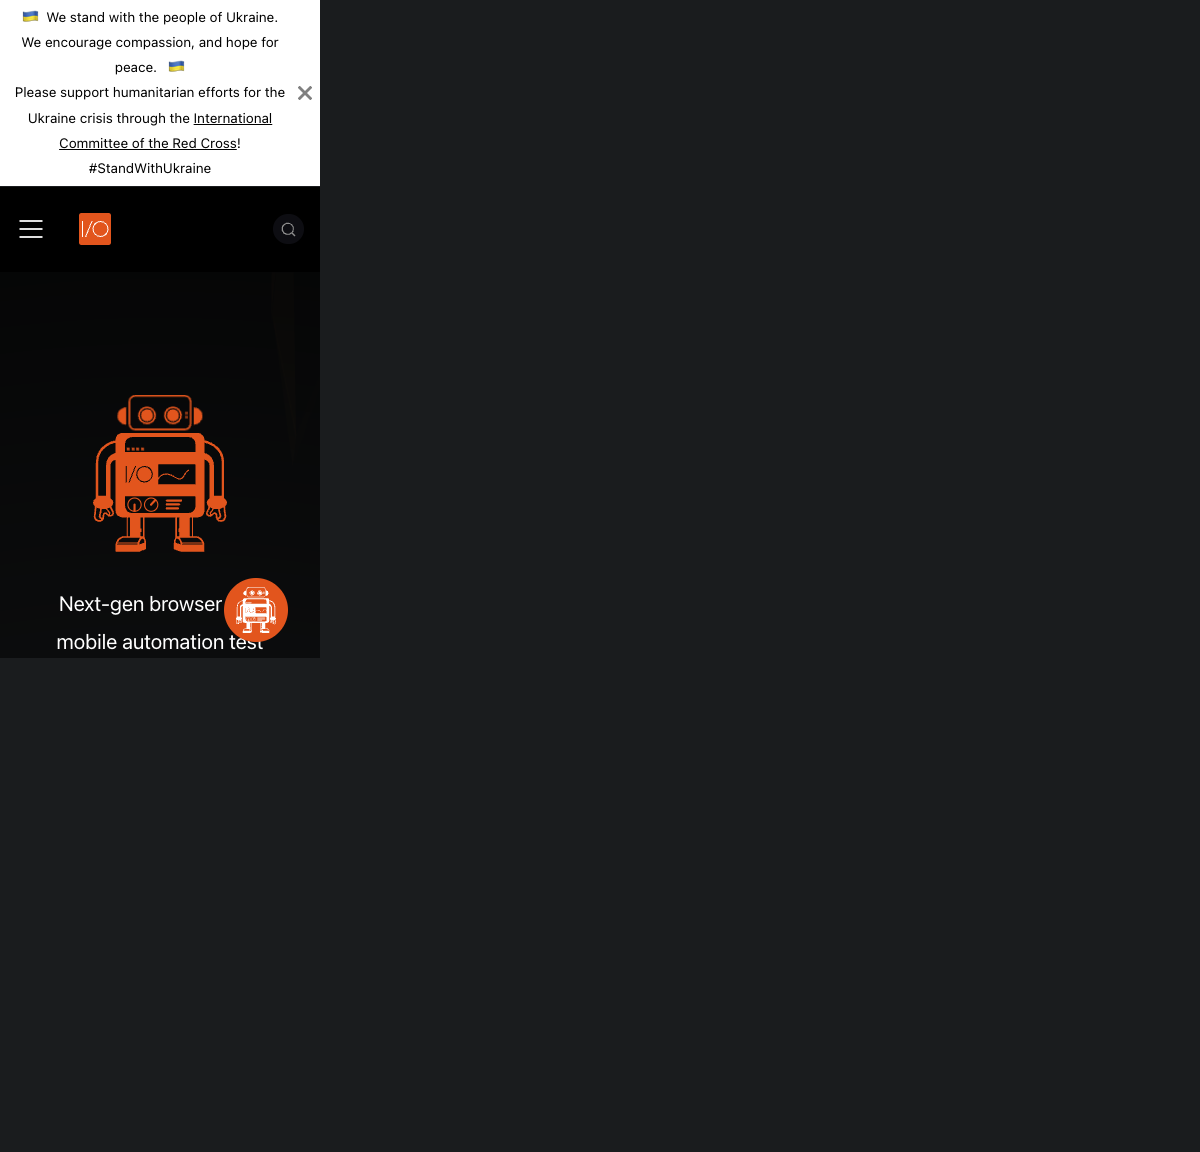 We stand with the people of Ukraine.
We encourage compassion, and hope for
peace.
Please support humanitarian efforts for the
Ukraine crisis through the International
Committee of the Red Cross!
#StandWithUkraine
I/O
I/O
Next-gen browser
mobile automation test